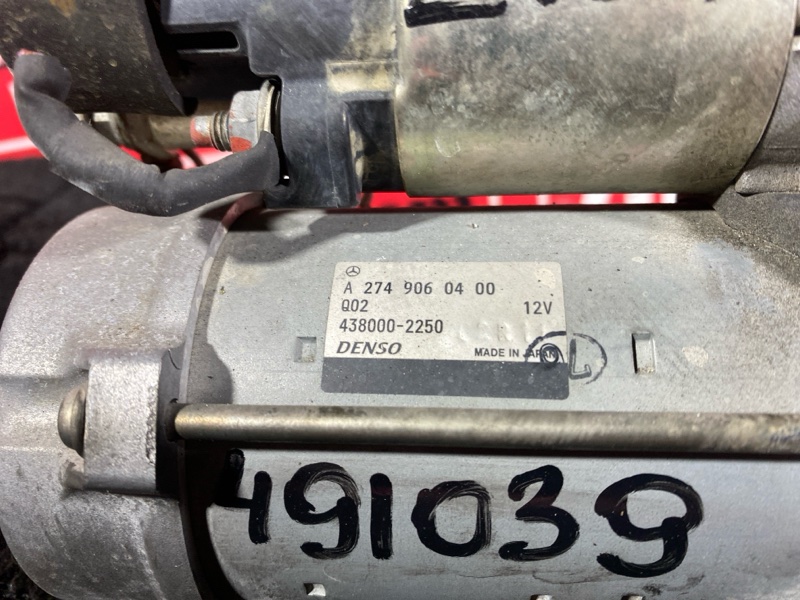 A 274 906 04 00
Q02 12V
438000-2250
DENSO MADE IN JAPAN
L
491039